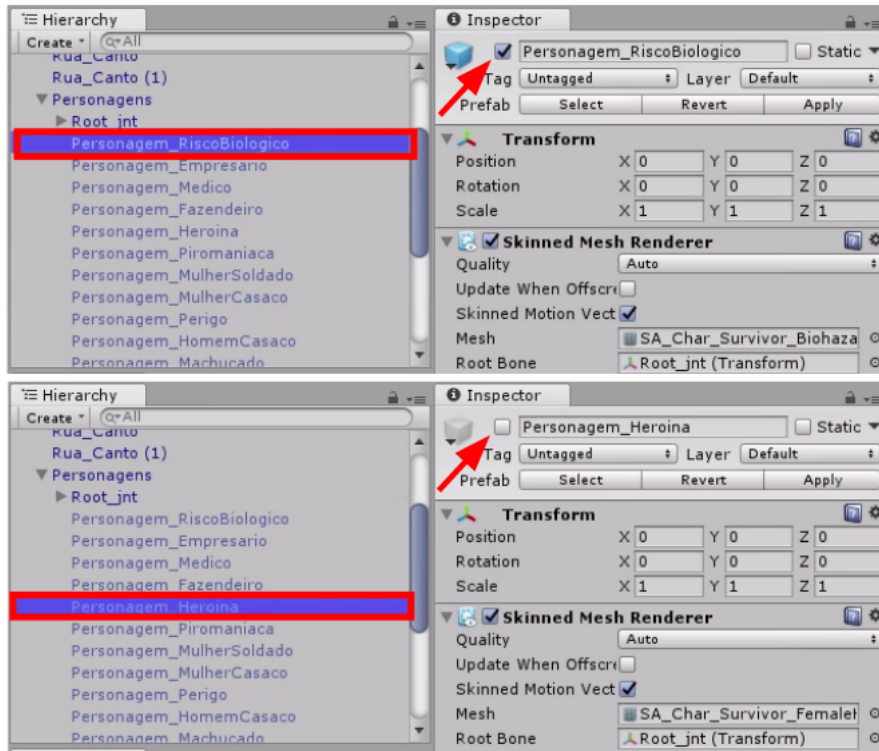 Hierarchy
Create
All
Rua_Canto
Rua_Canto (1)
Personagens
Root_jnt
Personagem_RiscoBiologico
Personagem_Empresario
Personagem_Medico
Personagem_Fazendeiro
Personagem_Heroina
Personagem_Piromaniaca
Personagem_MulherSoldado
Personagem_MulherCasaco
Personagem_Perigo
Personagem_HomemCasaco
Personagem_Machucado
Inspector
Personagem_RiscoBiologico Static
Tag Untagged Layer Default
Prefab Select Revert Apply
Transform
Position X 0 Y 0 Z 0
Rotation X 0 Y 0 Z 0
Scale X 1 Y 1 Z 1
Skinned Mesh Renderer
Quality Auto
Update When Offscre
Skinned Motion Vect
Mesh SA_Char_Survivor_Biohaza
Root Bone Root_jnt (Transform)
Hierarchy
Create
All
Rua_Canto
Rua_Canto (1)
Personagens
Root_jnt
Personagem_RiscoBiologico
Personagem_Empresario
Personagem_Medico
Personagem_Fazendeiro
Personagem_Heroina
Personagem_Piromaniaca
Personagem_MulherSoldado
Personagem_MulherCasaco
Personagem_Perigo
Personagem_HomemCasaco
Personagem_Machucado
Inspector
Personagem_Heroina Static
Tag Untagged Layer Default
Prefab Select Revert Apply
Transform
Position X 0 Y 0 Z 0
Rotation X 0 Y 0 Z 0
Scale X 1 Y 1 Z 1
Skinned Mesh Renderer
Quality Auto
Update When Offscre
Skinned Motion Vect
Mesh SA_Char_Survivor_Female
Root Bone Root_jnt (Transform)